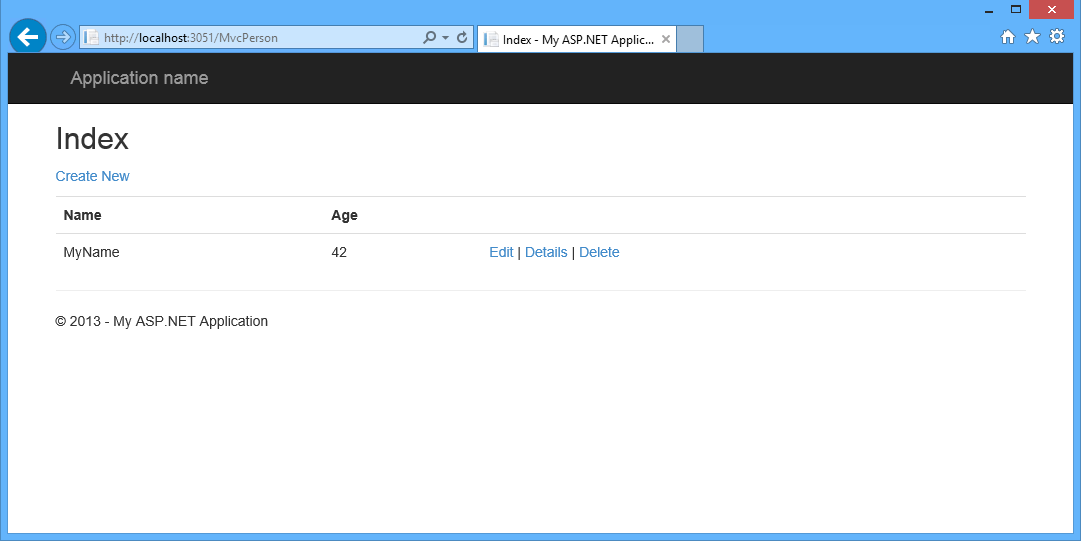 http://localhost:3051/MvcPerson
Index - My ASP.NET Applic...
Application name
Index
Create New
Name Age
MyName 42 Edit | Details | Delete
© 2013 - My ASP.NET Application